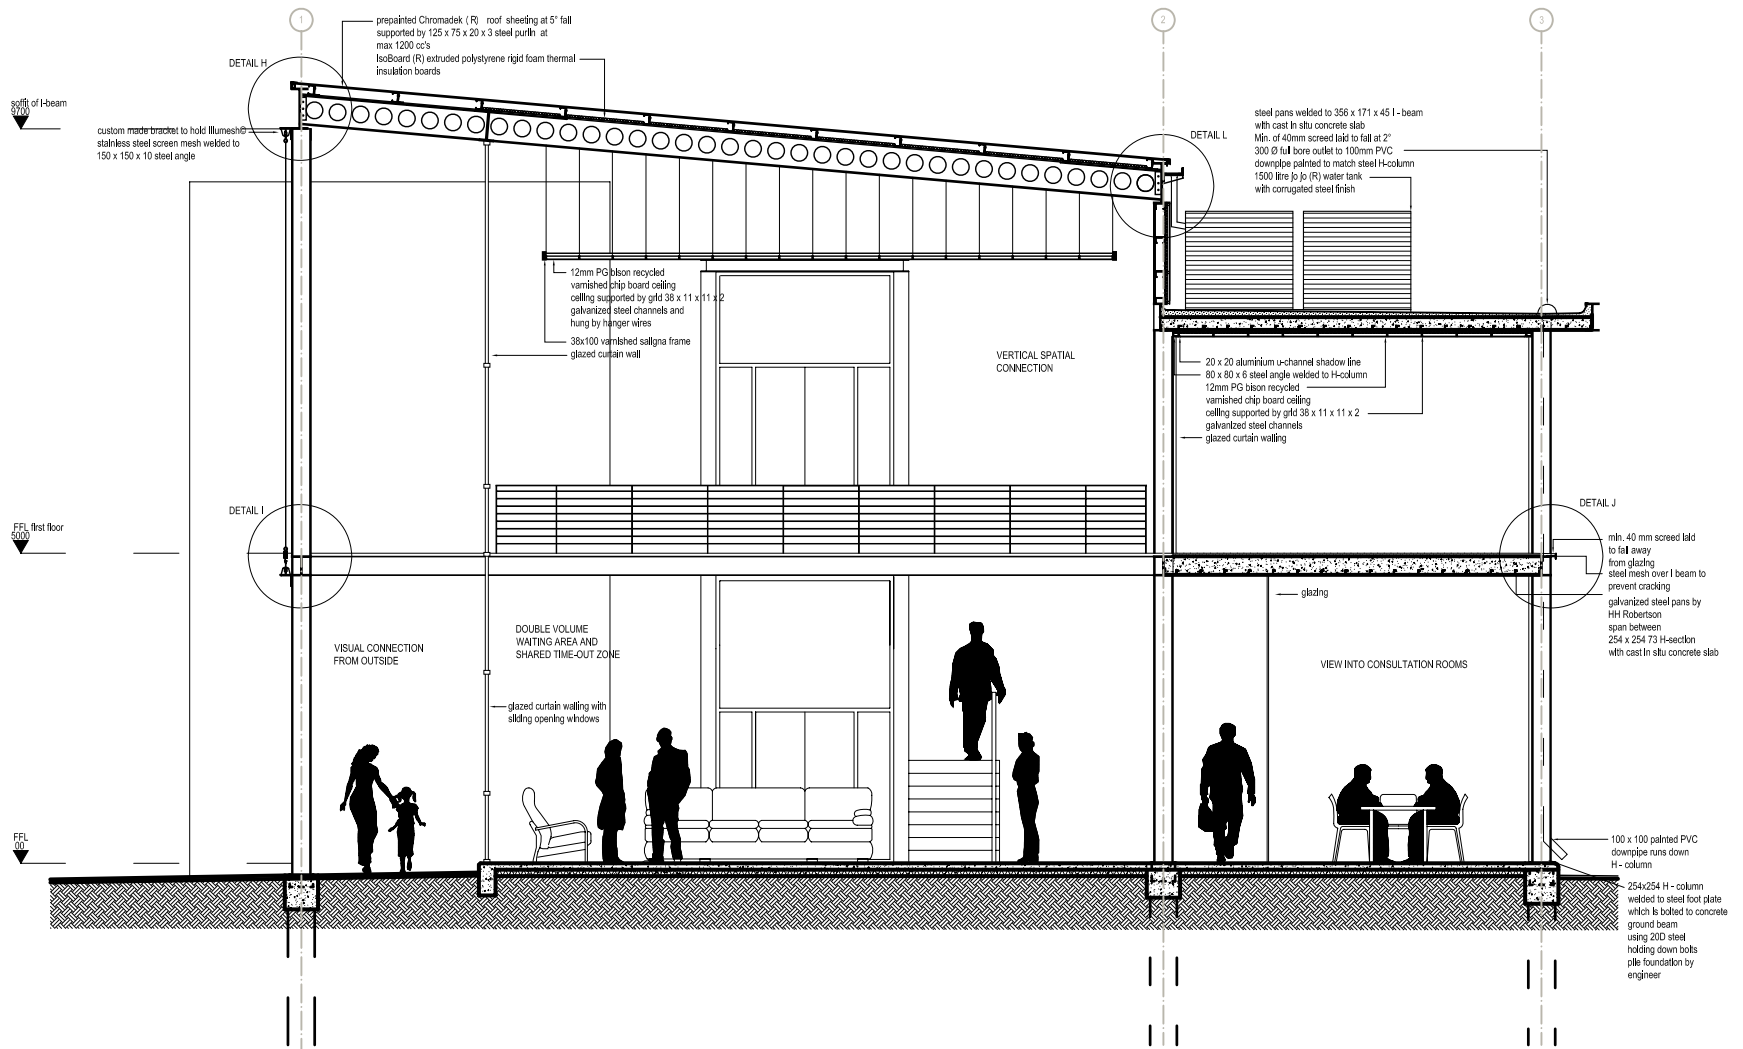 1
2
3
prepainted Chromadek ( R) roof sheeting at 5° fall
supported by 125 x 75 x 20 x 3 steel purlin at
max 1200 cc's
IsoBoard (R) extruded polystyrene rigid foam thermal
insulation boards
DETAIL H
soffit of I-beam
9700
custom made bracket to hold Illumesh©
stainless steel screen mesh welded to
150 x 150 x 10 steel angle
DETAIL L
steel pans welded to 356 x 171 x 45 I - beam
with cast in situ concrete slab
Min. of 40mm screed laid to fall at 2°
300 Ø full bore outlet to 100mm PVC
downpipe painted to match steel H-column
1500 litre jo jo (R) water tank
with corrugated steel finish
12mm PG bison recycled
varnished chip board ceiling
ceiling supported by grid 38 x 11 x 11 x 2
galvanized steel channels and
hung by hanger wires
38x100 varnished saligna frame
glazed curtain wall
VERTICAL SPATIAL
CONNECTION
20 x 20 aluminium u-channel shadow line
80 x 80 x 6 steel angle welded to H-column
12mm PG bison recycled
varnished chip board ceiling
ceiling supported by grid 38 x 11 x 11 x 2
galvanized steel channels
glazed curtain walling
DETAIL I
FFL first floor
5000
DETAIL J
min. 40 mm screed laid
to fall away
from glazing
steel mesh over I beam to
prevent cracking
galvanized steel pans by
HH Robertson
span between
254 x 254 73 H-section
with cast in situ concrete slab
glazing
VISUAL CONNECTION
FROM OUTSIDE
DOUBLE VOLUME
WAITING AREA AND
SHARED TIME-OUT ZONE
VIEW INTO CONSULTATION ROOMS
glazed curtain walling with
sliding opening windows
FFL
00
100 x 100 painted PVC
downpipe runs down
H - column
254x254 H - column
welded to steel foot plate
which is bolted to concrete
ground beam
using 20D steel
holding down bolts
pile foundation by
engineer